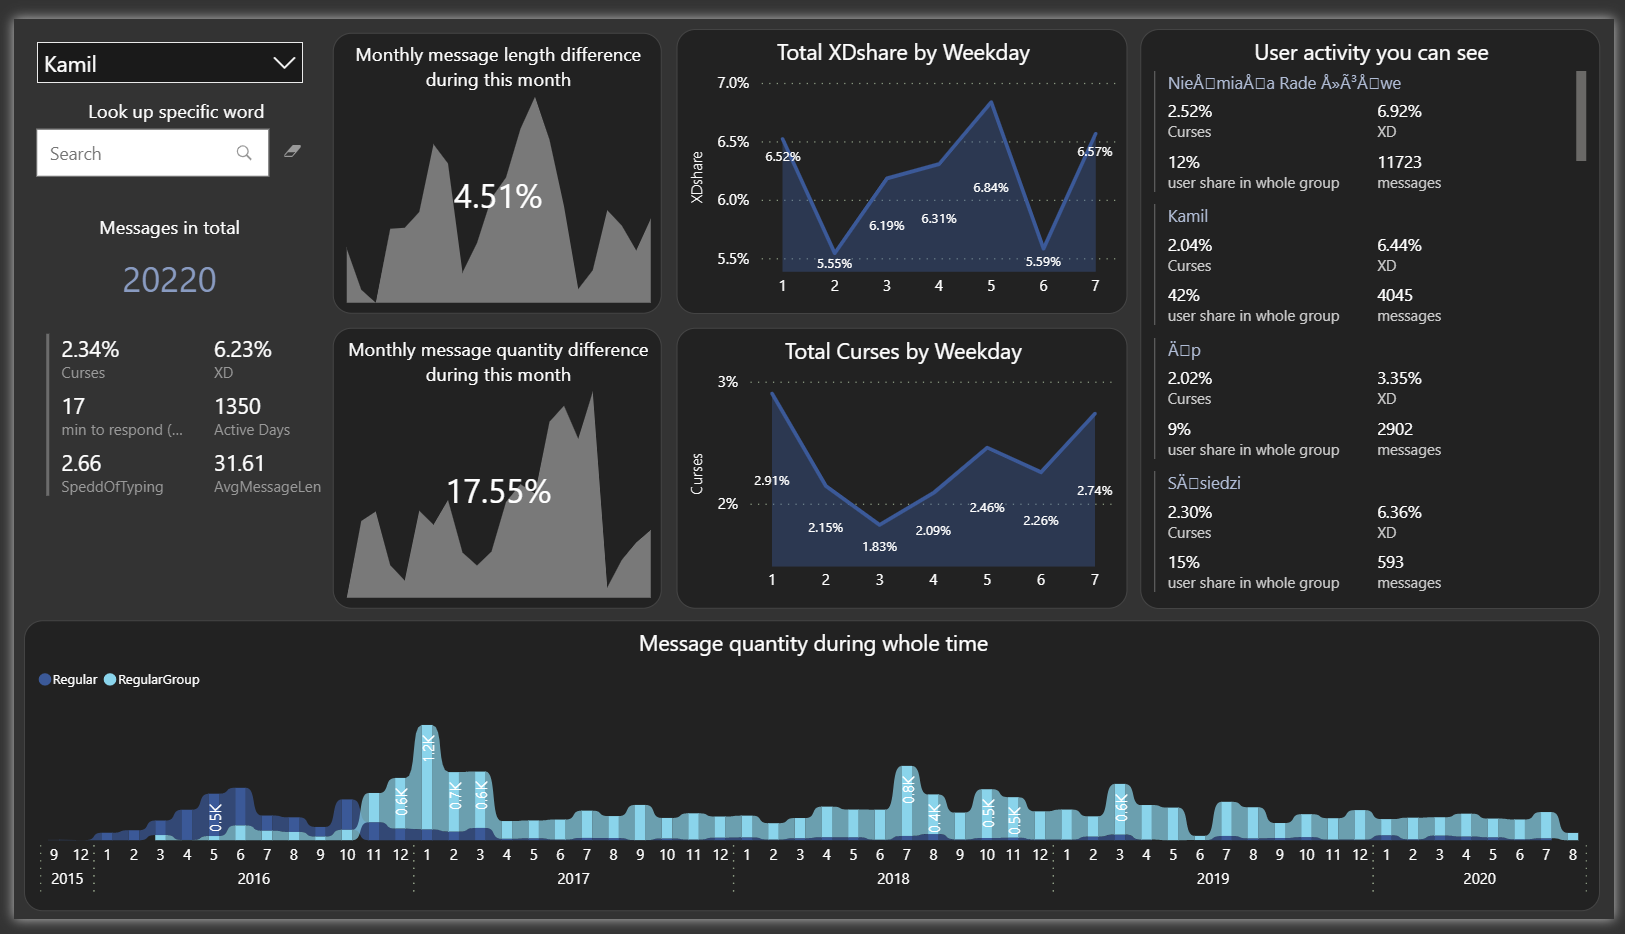 Kamil
Look up specific word
Search
Messages in total
20220
2.34% 6.23%
Curses XD
17 1350
min to respond (... Active Days
2.66 31.61
SpeddOfTyping AvgMessageLen
Monthly message length difference
during this month
4.51%
Monthly message quantity difference
during this month
17.55%
Total XDshare by Weekday
XDshare
7.0%
6.5%
6.0%
5.5%
6.52%
5.55%
6.19%
6.31%
6.84%
5.59%
6.57%
1 2 3 4 5 6 7
Total Curses by Weekday
Curses
3%
2%
2.91%
2.15%
1.83%
2.09%
2.46%
2.26%
2.74%
1 2 3 4 5 6 7
User activity you can see
NieÅ□miaÅ□a Rade Å»Ã³Å□we
2.52% 6.92%
Curses XD
12% 11723
user share in whole group messages
Kamil
2.04% 6.44%
Curses XD
42% 4045
user share in whole group messages
Ä□p
2.02% 3.35%
Curses XD
9% 2902
user share in whole group messages
SÄ□siedzi
2.30% 6.36%
Curses XD
15% 593
user share in whole group messages
Message quantity during whole time
Regular RegularGroup
0.5K 0.6K 1.2K 0.7K 0.6K 0.8K 0.4K 0.5K 0.5K 0.6K
9 12 1 2 3 4 5 6 7 8 9 10 11 12 1 2 3 4 5 6 7 8 9 10 11 12 1 2 3 4 5 6 7 8 9 10 11 12 1 2 3 4 5 6 7 8 9 10 11 12 1 2 3 4 5 6 7 8
2015 2016 2017 2018 2019 2020